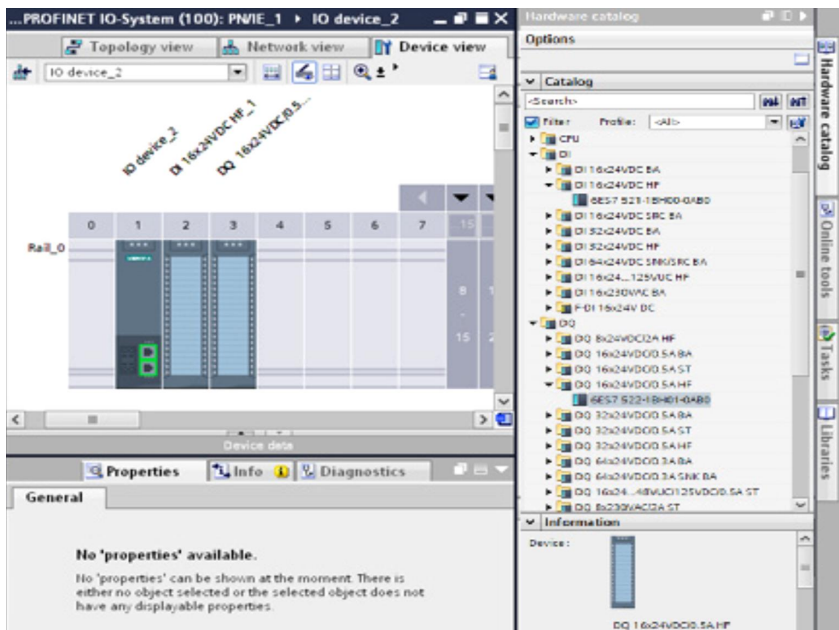 ...PROFINET IO-System (100): PN/IE_1 ▸ IO device_2
Topology view
Network view
Device view
IO device_2
IO device_2
DI 16x24VDC HF_1
DQ 16x24VDC/0.5...
0 1 2 3 4 5 6 7
Rail_0
8
-
15
Device data
Properties
Info
Diagnostics
General
No 'properties' available.
No 'properties' can be shown at the moment. There is
either no object selected or the selected object does not
have any displayable properties.
Hardware catalog
Options
Catalog
<Search>
Filter Profile: <All>
CPU
DI
DI 16x24VDC BA
DI 16x24VDC HF
6ES7 521-1BH00-0AB0
DI 16x24VDC SRC BA
DI 32x24VDC BA
DI 32x24VDC HF
DI 64x24VDC SNK/SRC BA
DI 16x24...125VUC HF
DI 16x230VAC BA
F-DI 16x24V DC
DQ
DQ 8x24VDC/2A HF
DQ 16x24VDC/0.5A BA
DQ 16x24VDC/0.5A ST
DQ 16x24VDC/0.5A HF
6ES7 522-1BH01-0AB0
DQ 32x24VDC/0.5A BA
DQ 32x24VDC/0.5A ST
DQ 32x24VDC/0.5A HF
DQ 64x24VDC/0.3A BA
DQ 64x24VDC/0.3A SNK BA
DQ 16x24...48VUC/125VDC/0.5A ST
DQ 8x230VAC/2A ST
Information
Device:
DQ 16x24VDC/0.5A HF
Hardware catalog
Online tools
Tasks
Libraries